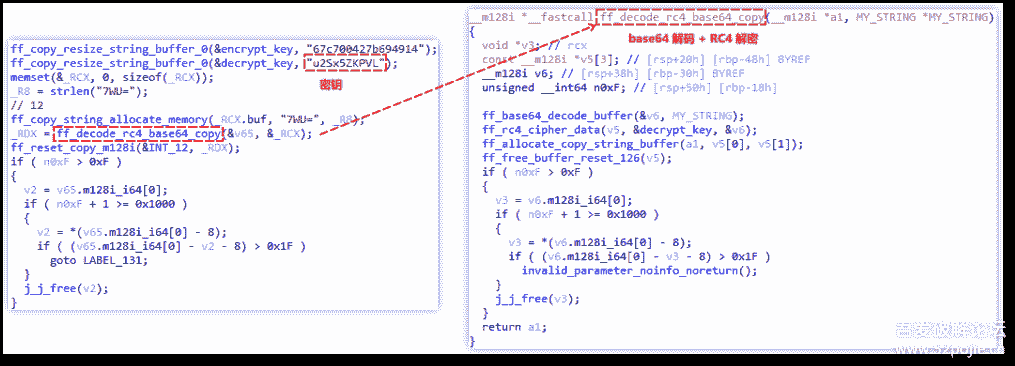 ff_copy_resize_string_buffer_0(&encrypt_key, "67c700427b694914");
ff_copy_resize_string_buffer_0(&decrypt_key, "u2Sx5ZKPVL");
memset(&_RCX, 0, sizeof(_RCX));
密钥
_R8 = strlen("7WU=");
// 12
ff_copy_string_allocate_memory(_RCX.buf, "7WU=", _R8);
_RDX = ff_decode_rc4_base64_copy(&v65, &_RCX);
ff_reset_copy_m128i(&INT_12, _RDX);
if ( n0xF > 0xF )
{
v2 = v65.m128i_i64[0];
if ( n0xF + 1 >= 0x1000 )
{
v2 = *(v65.m128i_i64[0] - 8);
if ( (v65.m128i_i64[0] - v2 - 8) > 0x1F )
goto LABEL_131;
}
j_j_free(v2);
}
__m128i *__fastcall ff_decode_rc4_base64_copy(__m128i *a1, MY_STRING *MY_STRING)
{
base64 解码 + RC4 解密
void *v3; // rcx
const __m128i *v5[3]; // [rsp+20h] [rbp-48h] BYREF
__m128i v6; // [rsp+38h] [rbp-30h] BYREF
unsigned __int64 n0xF; // [rsp+50h] [rbp-18h]
ff_base64_decode_buffer(&v6, MY_STRING);
ff_rc4_cipher_data(v5, &decrypt_key, &v6);
ff_allocate_copy_string_buffer(a1, v5[0], v5[1]);
ff_free_buffer_reset_126(v5);
if ( n0xF > 0xF )
{
v3 = v6.m128i_i64[0];
if ( n0xF + 1 >= 0x1000 )
{
v3 = *(v6.m128i_i64[0] - 8);
if ( (v6.m128i_i64[0] - v3 - 8) > 0x1F )
invalid_parameter_noinfo_noreturn();
}
j_j_free(v3);
}
return a1;
}
吾爱破解论坛
www.52pojie.cn